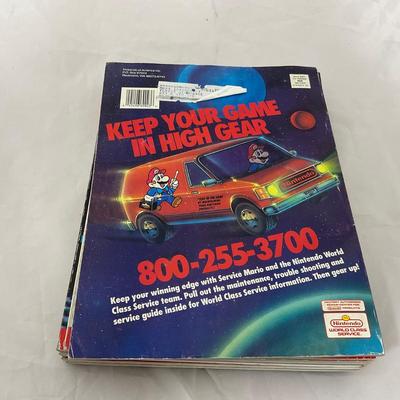 KEEP YOUR GAME
IN HIGH GEAR
Nintendo
800-255-3700
Keep your winning edge with Service Mario and the Nintendo World
Class Service team. Pull out the maintenance, trouble shooting and
service guide inside for World Class Service information. Then gear up!
Nintendo
WORLD CLASS
SERVICE